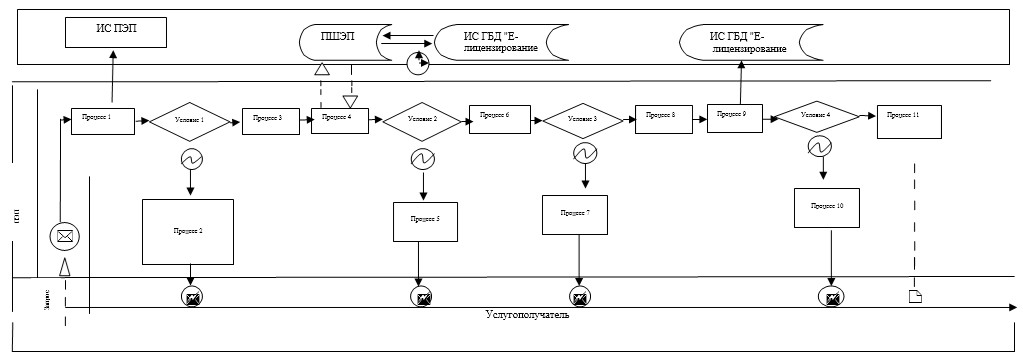 ИС ПЭП
ПШЭП
ИС ГБД "Е-
лицензирование
ИС ГБД "Е-
лицензирование
Процесс 1
Условие 1
Процесс 3
Процесс 4
Условие 2
Процесс 6
Условие 3
Процесс 8
Процесс 9
Условие 4
Процесс 11
Процесс 2
Процесс 5
Процесс 7
Процесс 10
Запрос
Услугополучатель